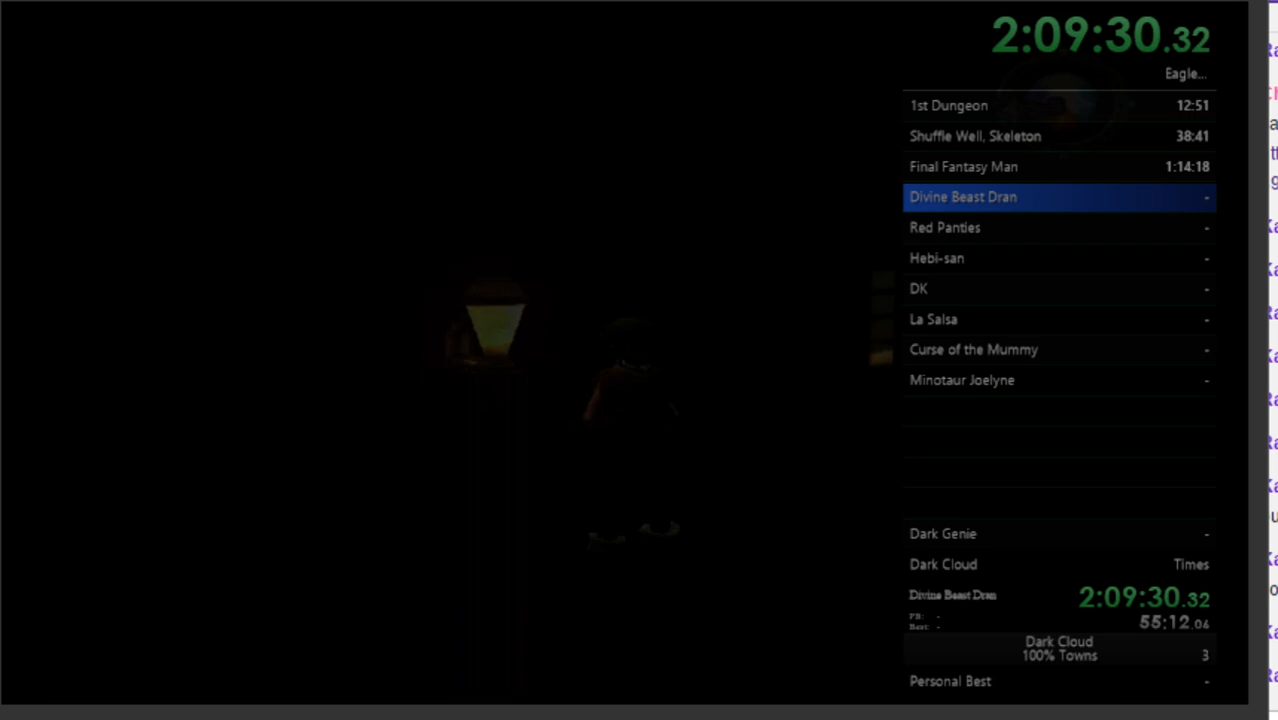 2:09:30.32
Eagle...
1st Dungeon 12:51
Shuffle Well, Skeleton 38:41
Final Fantasy Man 1:14:18
Divine Beast Dran -
Red Panties -
Hebi-san -
DK -
La Salsa -
Curse of the Mummy -
Minotaur Joelyne -
Dark Genie -
Dark Cloud Times
Divine Beast Dran 2:09:30.32
PB: -
Best: - 55:12.06
Dark Cloud
100% Towns 3
Personal Best -